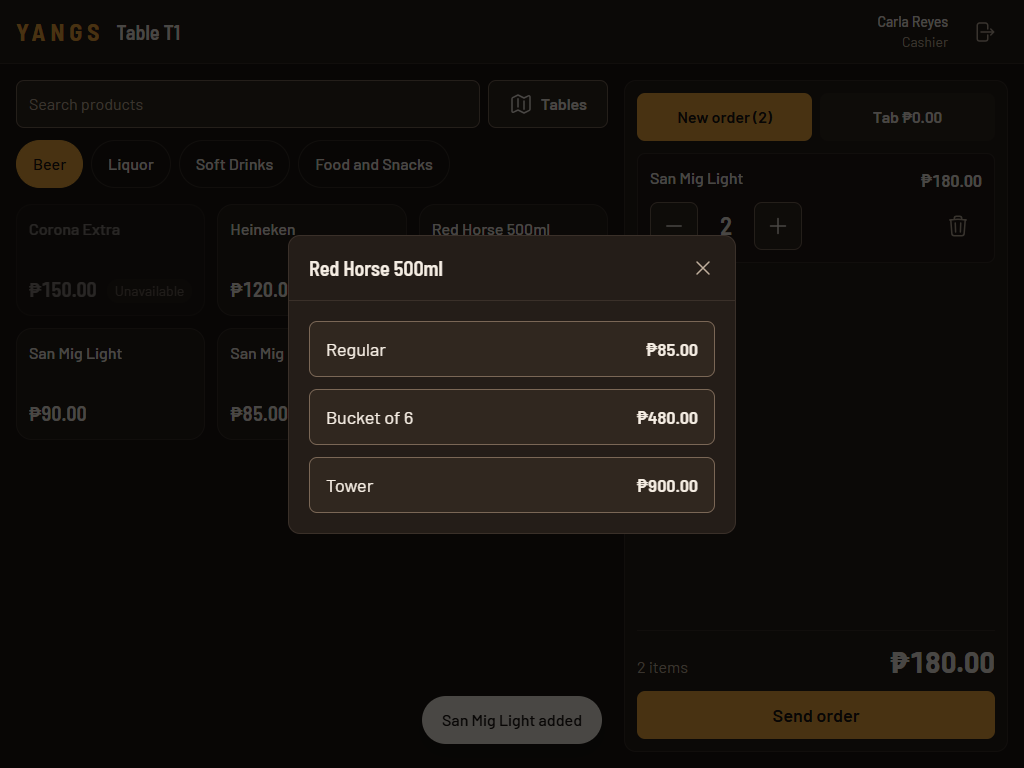 YANGS Table T1
Carla Reyes
Cashier
Search products
Tables
New order (2)
Tab ₱0.00
Beer
Liquor
Soft Drinks
Food and Snacks
San Mig Light
₱180.00
2
Corona Extra
₱150.00
Unavailable
Heineken
₱120.0
Red Horse 500ml
San Mig Light
₱90.00
San Mig
₱85.00
Red Horse 500ml
Regular ₱85.00
Bucket of 6 ₱480.00
Tower ₱900.00
2 items
₱180.00
Send order
San Mig Light added